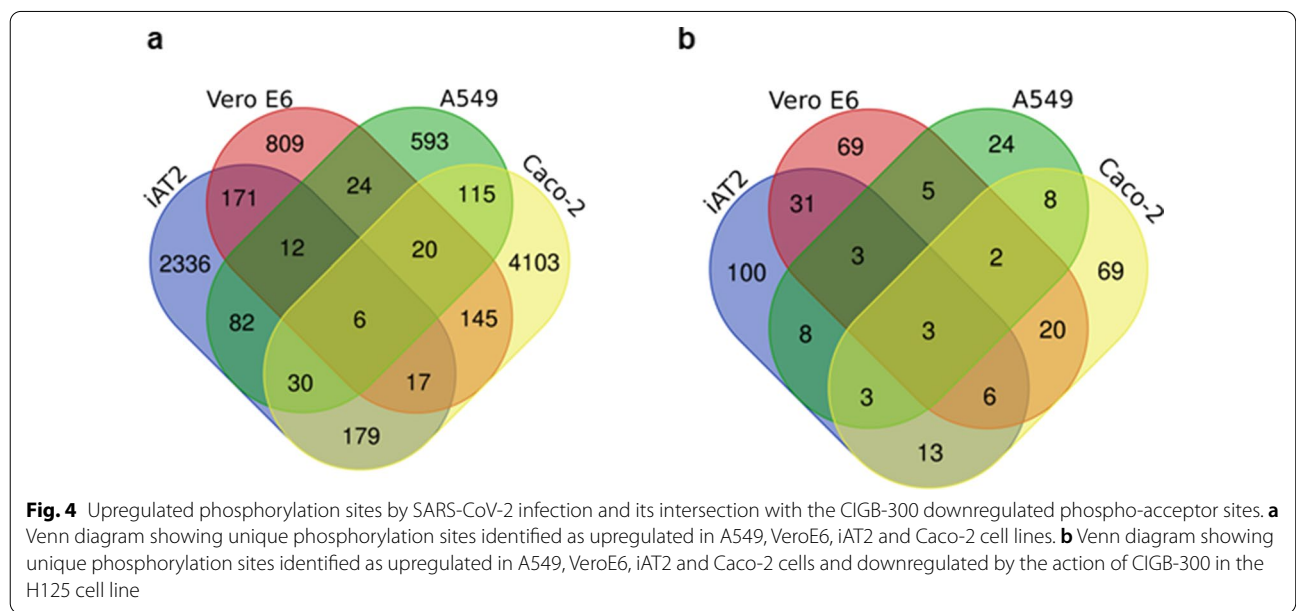 a
b
Vero E6
A549
Vero E6
A549
iAT2
Caco-2
iAT2
Caco-2
809
593
69
24
171
24
115
31
5
8
2336
12
20
4103
100
3
2
69
82
6
145
8
3
20
30
17
3
6
179
13
Fig. 4 Upregulated phosphorylation sites by SARS-CoV-2 infection and its intersection with the CIGB-300 downregulated phospho-acceptor sites. a
Venn diagram showing unique phosphorylation sites identified as upregulated in A549, VeroE6, iAT2 and Caco-2 cell lines. b Venn diagram showing
unique phosphorylation sites identified as upregulated in A549, VeroE6, iAT2 and Caco-2 cells and downregulated by the action of CIGB-300 in the
H125 cell line